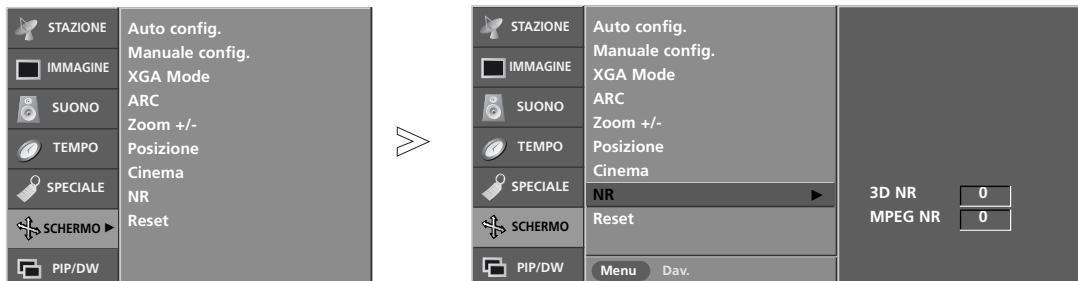 STAZIONE
IMMAGINE
SUONO
TEMPO
SPECIALE
SCHERMO ►
PIP/DW
Auto config.
Manuale config.
XGA Mode
ARC
Zoom +/-
Posizione
Cinema
NR
Reset
STAZIONE
IMMAGINE
SUONO
TEMPO
SPECIALE
SCHERMO
PIP/DW
Auto config.
Manuale config.
XGA Mode
ARC
Zoom +/-
Posizione
Cinema
NR ►
Reset
Menu Dav.
3D NR 0
MPEG NR 0